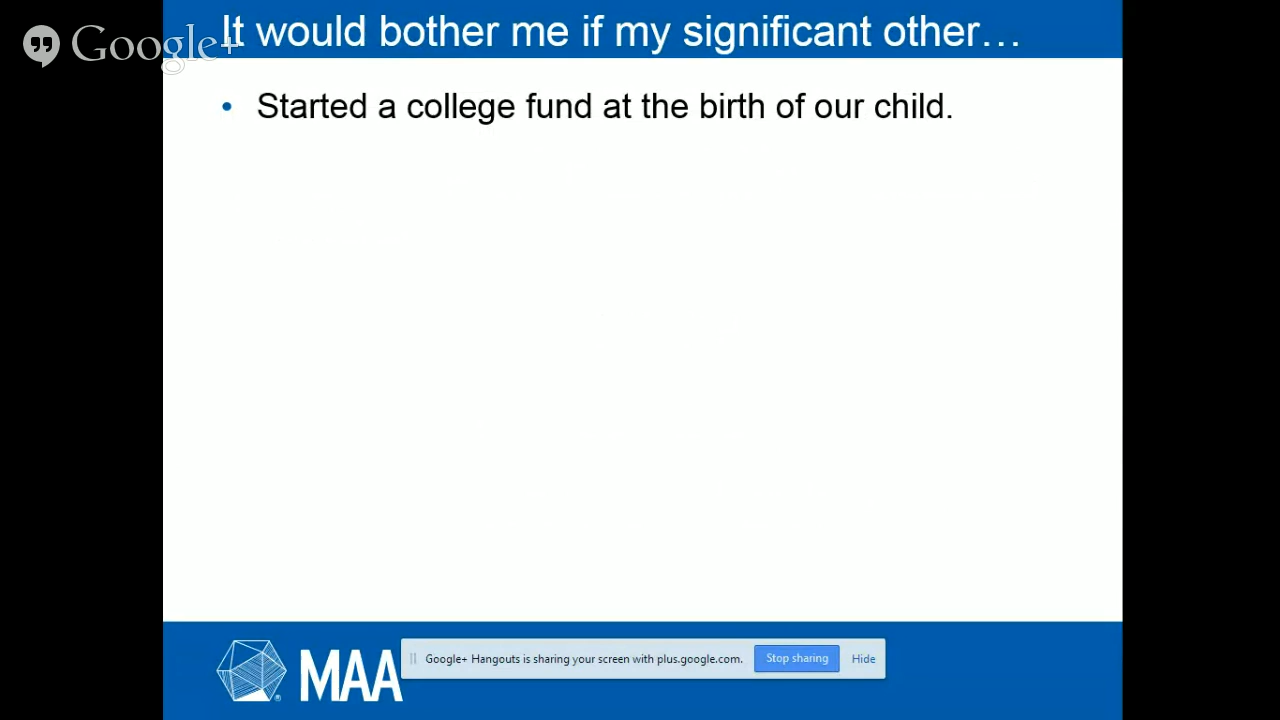 It would bother me if my significant other…
Google+
• Started a college fund at the birth of our child.
MAA
®
Google+ Hangouts is sharing your screen with plus.google.com.
Stop sharing
Hide